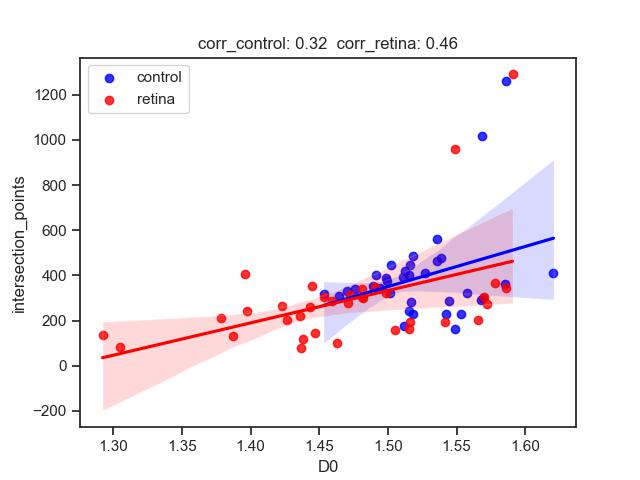 corr_control: 0.32  corr_retina: 0.46
control
retina
1200
1000
800
600
400
200
0
−200
intersection_points
1.30 1.35 1.40 1.45 1.50 1.55 1.60
D0